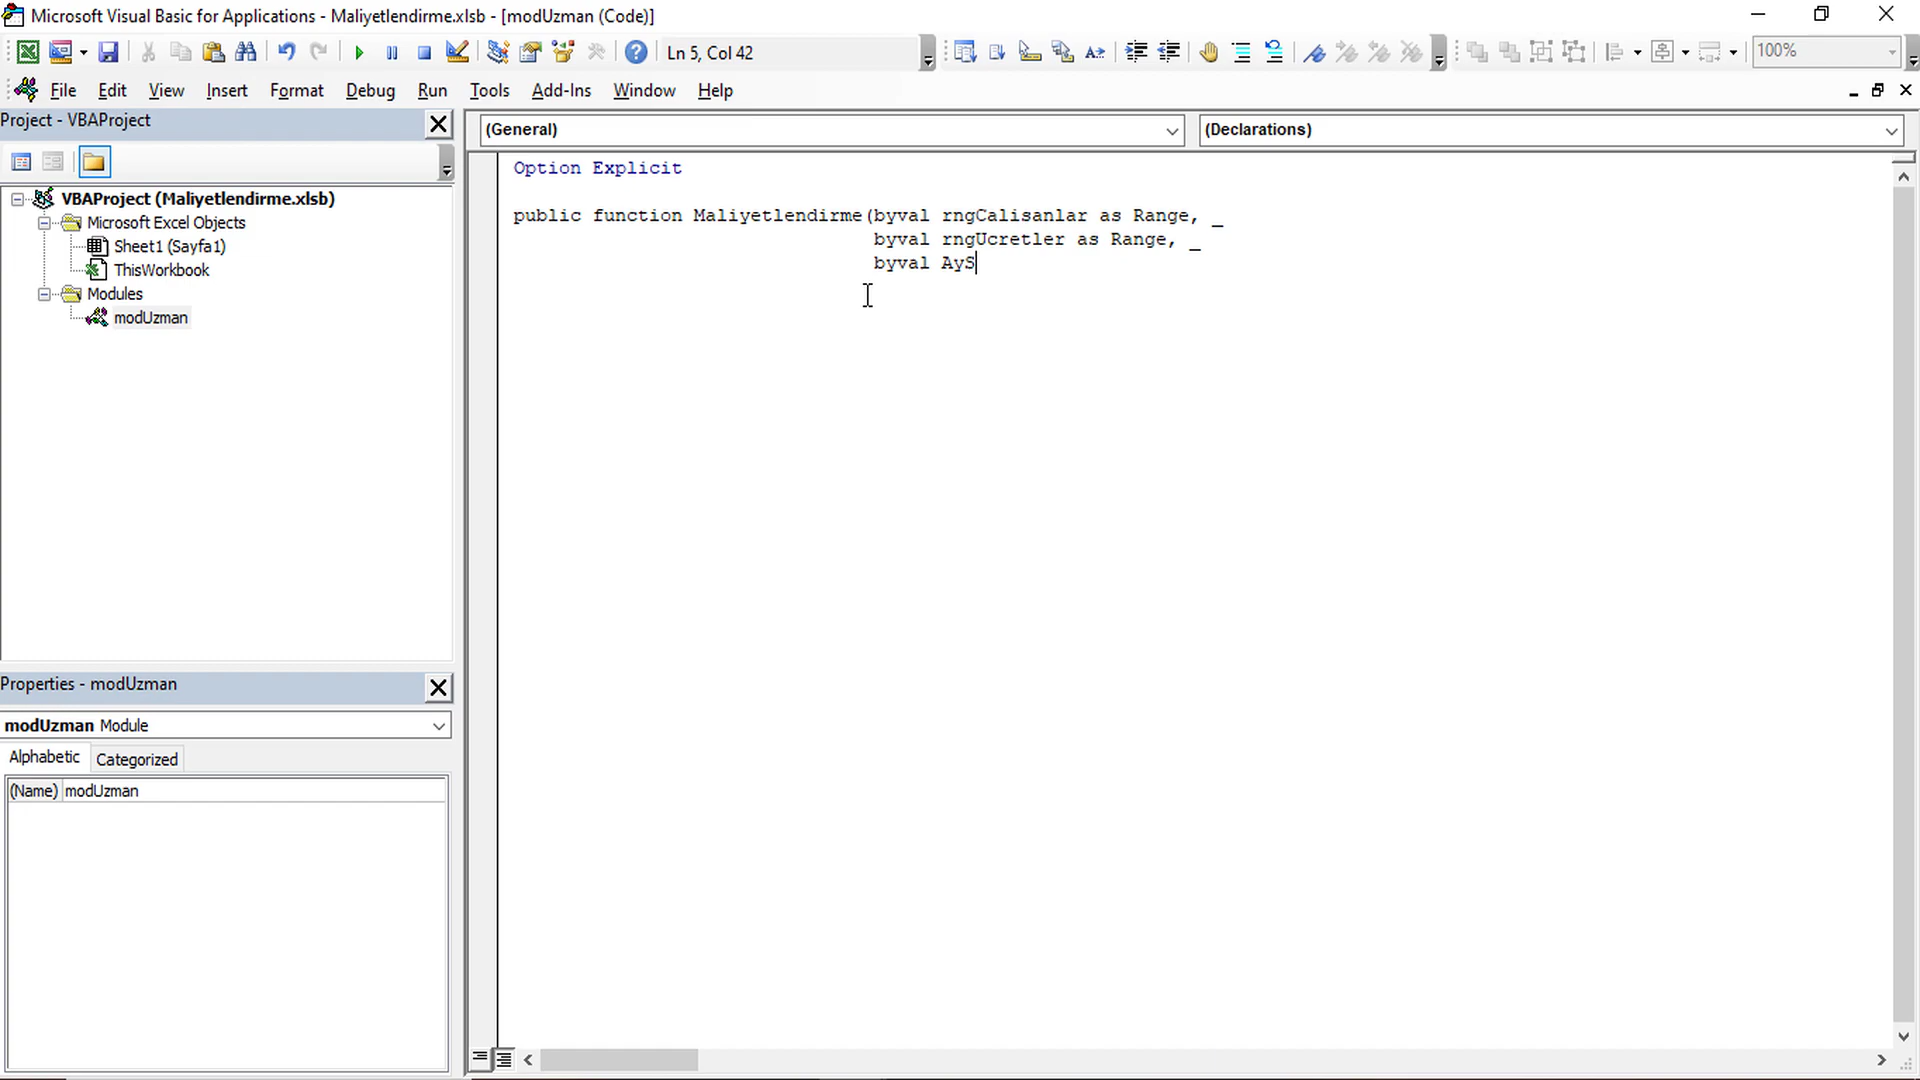 Microsoft Visual Basic for Applications - Maliyetlendirme.xlsb - [modUzman (Code)]
Ln 5, Col 42
100%
File Edit View Insert Format Debug Run Tools Add-Ins Window Help
Project - VBAProject
(General)
(Declarations)
VBAProject (Maliyetlendirme.xlsb)
Microsoft Excel Objects
Sheet1 (Sayfa1)
ThisWorkbook
Modules
modUzman
Option Explicit
public function Maliyetlendirme(byval rngCalisanlar as Range, _
byval rngUcretler as Range, _
byval AyS
Properties - modUzman
modUzman Module
Alphabetic Categorized
(Name) modUzman